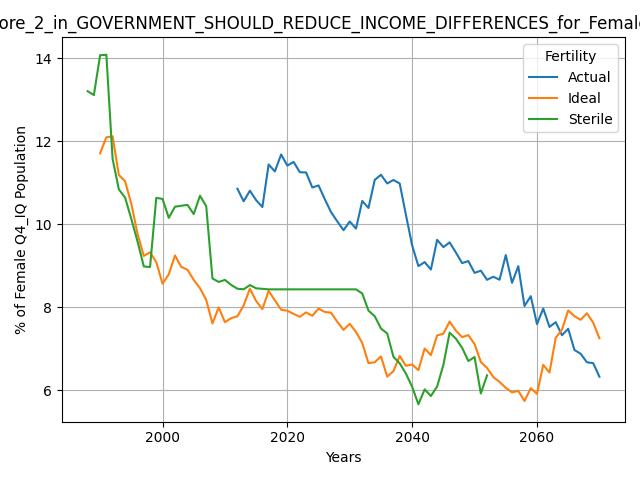 ore_2_in_GOVERNMENT_SHOULD_REDUCE_INCOME_DIFFERENCES_for_Female
Fertility
Actual
Ideal
Sterile
% of Female Q4_IQ Population
14
12
10
8
6
2000 2020 2040 2060
Years